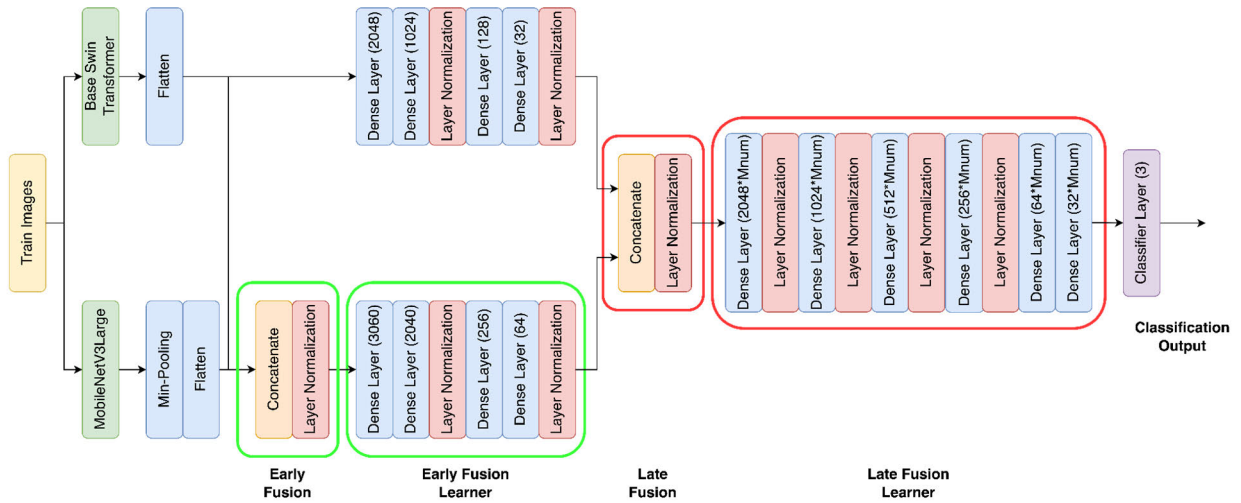 Train Images
Base Swin
Transformer
Flatten
Dense Layer (2048)
Dense Layer (1024)
Layer Normalization
Dense Layer (128)
Dense Layer (32)
Layer Normalization
MobileNetV3Large
Min-Pooling
Flatten
Concatenate
Layer Normalization
Early
Fusion
Dense Layer (3060)
Dense Layer (2040)
Layer Normalization
Dense Layer (256)
Dense Layer (64)
Layer Normalization
Early Fusion
Learner
Concatenate
Layer Normalization
Late
Fusion
Dense Layer (2048*Mnum)
Layer Normalization
Dense Layer (1024*Mnum)
Layer Normalization
Dense Layer (512*Mnum)
Layer Normalization
Dense Layer (256*Mnum)
Layer Normalization
Dense Layer (64*Mnum)
Dense Layer (32*Mnum)
Late Fusion
Learner
Classifier Layer (3)
Classification
Output